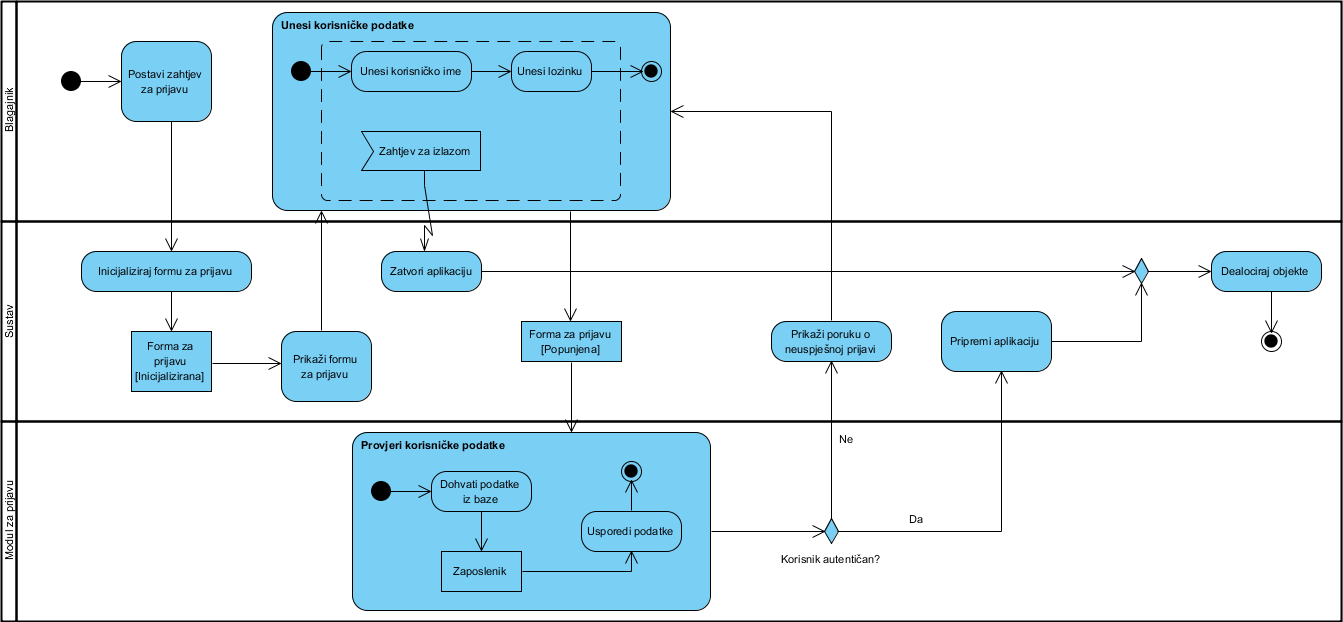 Blagajnik
Postavi zahtjev
za prijavu
Unesi korisničke podatke
Unesi korisničko ime
Unesi lozinku
Zahtjev za izlazom
Sustav
Inicijaliziraj formu za prijavu
Zatvori aplikaciju
Dealociraj objekte
Forma za
prijavu
[Inicijalizirana]
Prikaži formu
za prijavu
Forma za prijavu
[Popunjena]
Prikaži poruku o
neuspješnoj prijavi
Pripremi aplikaciju
Modul za prijavu
Provjeri korisničke podatke
Dohvati podatke
iz baze
Zaposlenik
Usporedi podatke
Ne
Da
Korisnik autentičan?